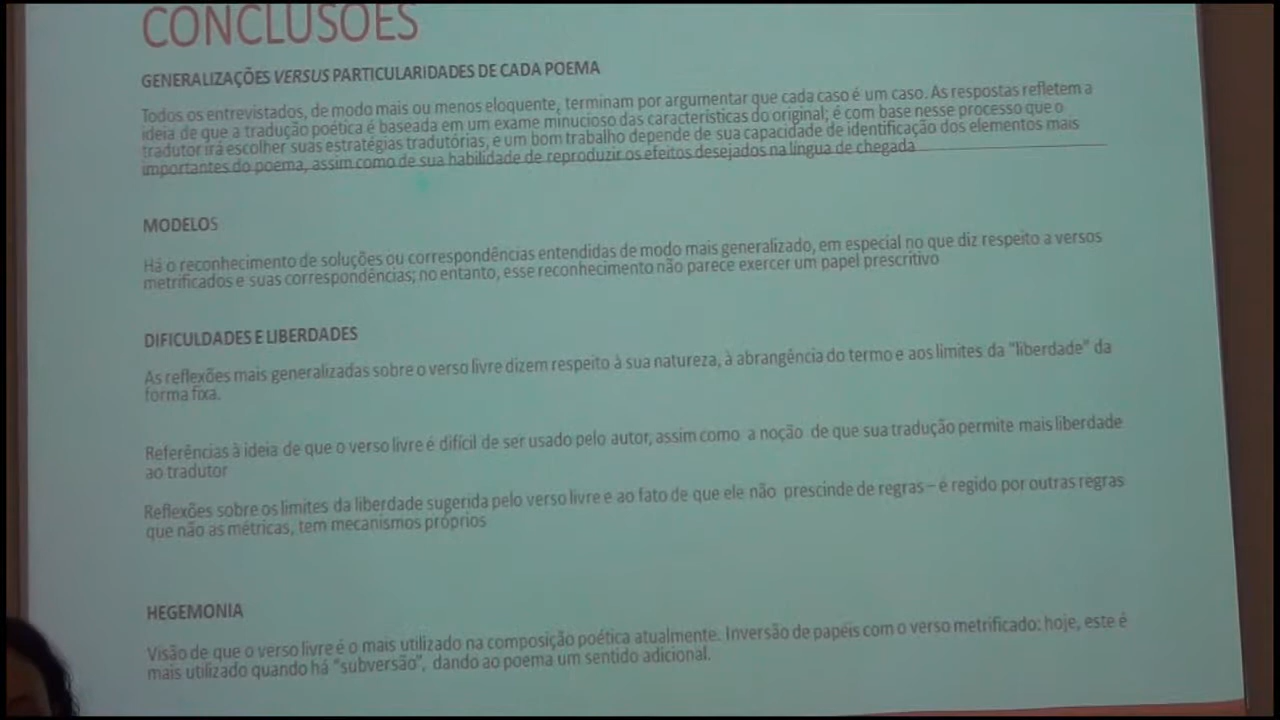 CONCLUSÕES
GENERALIZAÇÕES VERSUS PARTICULARIDADES DE CADA POEMA
Todos os entrevistados, de modo mais ou menos eloquente, terminam por argumentar que cada caso é um caso. As respostas refletem a
ideia de que a tradução poética é baseada em um exame minucioso das características do original; é com base nesse processo que o
tradutor irá escolher suas estratégias tradutórias, e um bom trabalho depende de sua capacidade de identificação dos elementos mais
importantes do poema, assim como de sua habilidade de reproduzir os efeitos desejados na língua de chegada
MODELOS
Há o reconhecimento de soluções ou correspondências entendidas de modo mais generalizado, em especial no que diz respeito a versos
metrificados e suas correspondências; no entanto, esse reconhecimento não parece exercer um papel prescritivo
DIFICULDADES E LIBERDADES
As reflexões mais generalizadas sobre o verso livre dizem respeito à sua natureza, à abrangência do termo e aos limites da "liberdade" da
forma fixa.
Referências à ideia de que o verso livre é difícil de ser usado pelo autor, assim como a noção de que sua tradução permite mais liberdade
ao tradutor
Reflexões sobre os limites da liberdade sugerida pelo verso livre e ao fato de que ele não prescinde de regras – é regido por outras regras
que não as métricas, tem mecanismos próprios
HEGEMONIA
Visão de que o verso livre é o mais utilizado na composição poética atualmente. Inversão de papéis com o verso metrificado: hoje, este é
mais utilizado quando há "subversão", dando ao poema um sentido adicional.